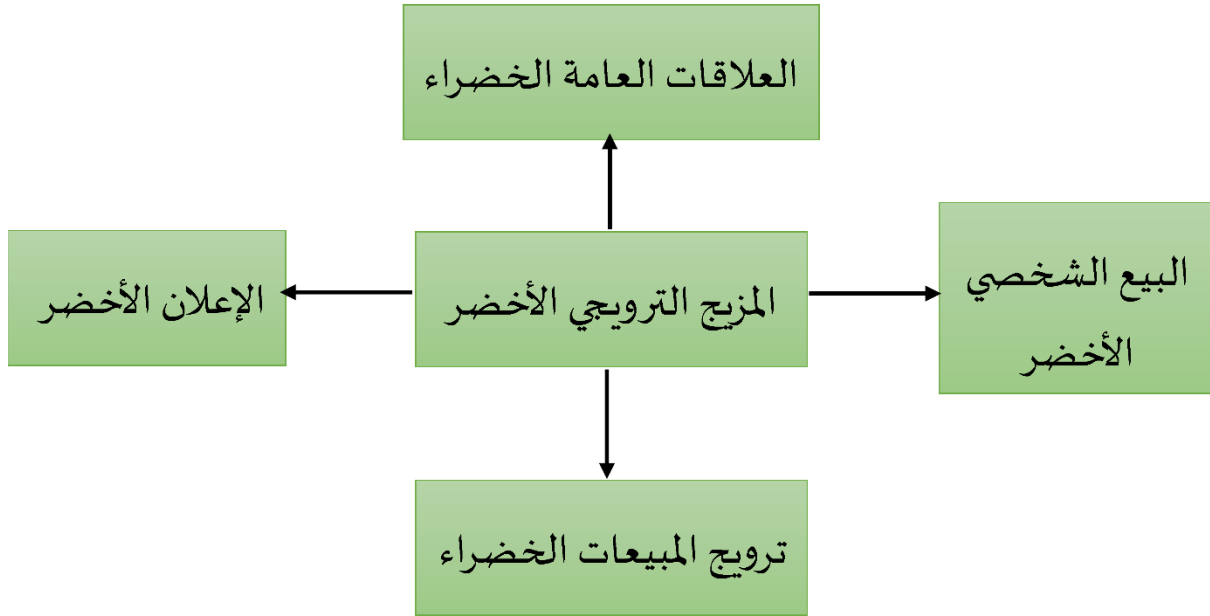 العلاقات العامة الخضراء
البيع الشخصي
الأخضر
المزيج الترويجي الأخضر
الإعلان الأخضر
ترويج المبيعات الخضراء